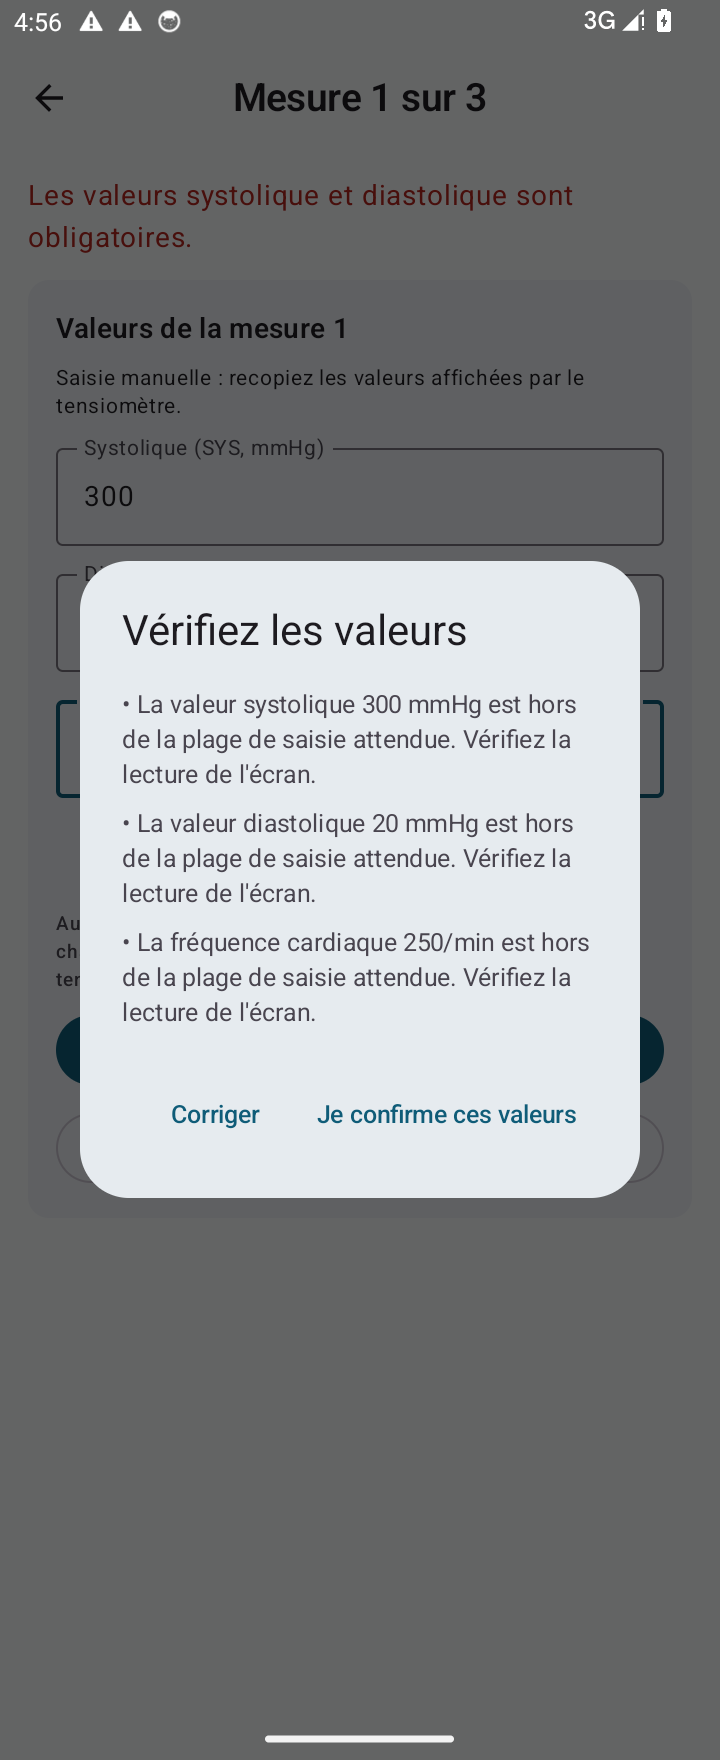 4:56
3G
Mesure 1 sur 3
Les valeurs systolique et diastolique sont
obligatoires.
Valeurs de la mesure 1
Saisie manuelle : recopiez les valeurs affichées par le
tensiomètre.
Systolique (SYS, mmHg)
300
Vérifiez les valeurs
• La valeur systolique 300 mmHg est hors
de la plage de saisie attendue. Vérifiez la
lecture de l'écran.
• La valeur diastolique 20 mmHg est hors
de la plage de saisie attendue. Vérifiez la
lecture de l'écran.
• La fréquence cardiaque 250/min est hors
de la plage de saisie attendue. Vérifiez la
lecture de l'écran.
Corriger
Je confirme ces valeurs